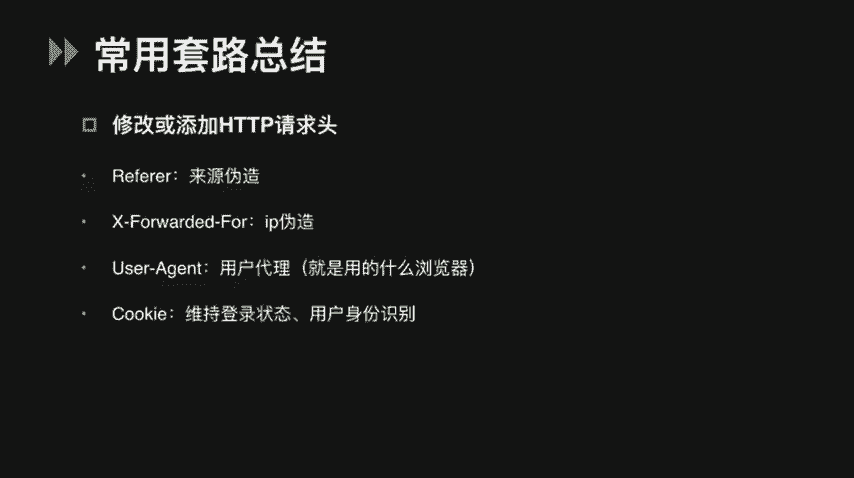 常用套路总结
修改或添加HTTP请求头
Referer：来源伪造
X-Forwarded-For：ip伪造
User-Agent：用户代理（就是用的什么浏览器）
Cookie：维持登录状态、用户身份识别